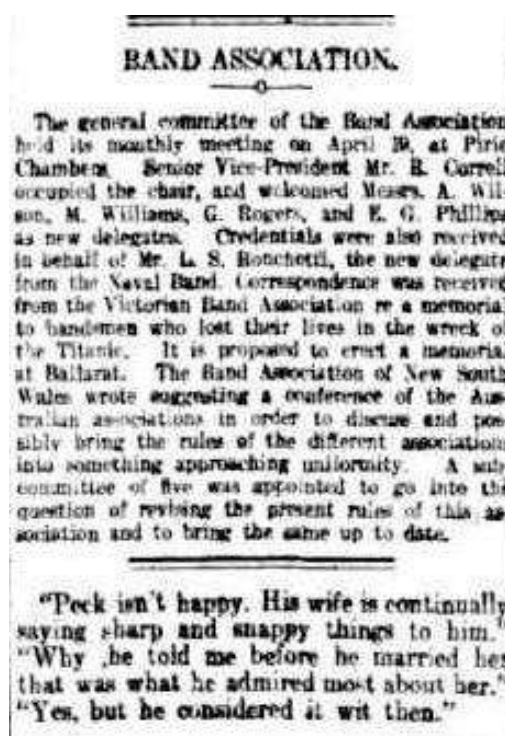 BAND ASSOCIATION.
The general committee of the Band Association
held its monthly meeting on April at Pirie
Chambers. Senior Vice-President Mr. R. Correll
occupied the chair, and welcomed Messrs. A. Wil-
son, M. Williams, G. Rogers, and E. G. Phillips
as new delegates. Credentials were also received
in behalf of Mr. L. S. Ronchetti, the new delegate
from the Naval Band. Correspondence was received
from the Victorian Band Association re a memorial
to bandsmen who lost their lives in the wreck of
the Titanic. It is proposed to erect a memorial
at Ballarat. The Band Association of New South
Wales wrote suggesting a conference of the Aus-
tralian associations in order to discuss and pos-
sibly bring the rules of the different associations
into something approaching uniformity. A sub-
committee of five was appointed to go into the
question of revising the present rules of this as-
sociation and to bring the same up to date.
"Peck isn't happy. His wife is continually
saying sharp and snappy things to him."
"Why ,he told me before he married her
that was what he admired most about her."
"Yes, but he considered it wit then."